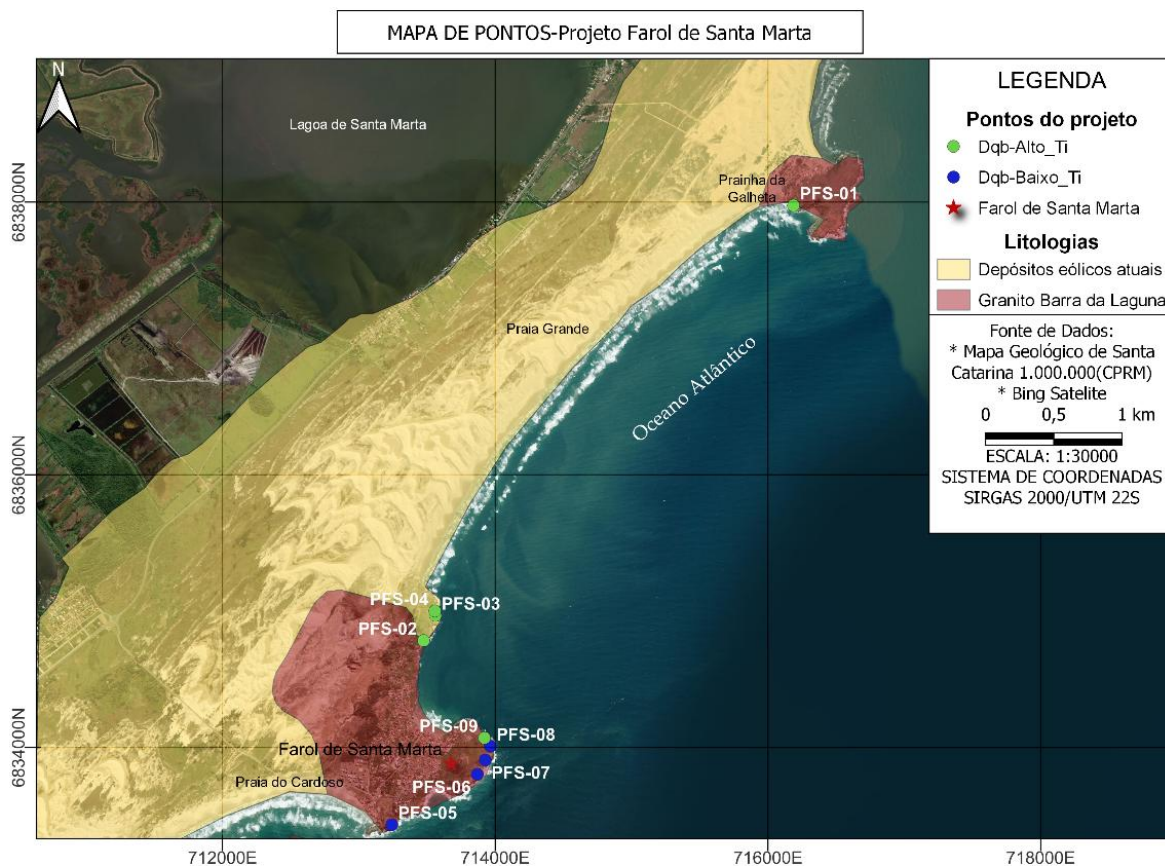 MAPA DE PONTOS-Projeto Farol de Santa Marta
N
Lagoa de Santa Marta
Prainha da
Galheta
PFS-01
Praia Grande
Oceano Atlântico
PFS-04
PFS-03
PFS-02
PFS-09
PFS-08
Farol de Santa Marta
PFS-07
PFS-06
Praia do Cardoso
PFS-05
6838000N
6836000N
6834000N
712000E
714000E
716000E
718000E
LEGENDA
Pontos do projeto
Dqb-Alto_Ti
Dqb-Baixo_Ti
Farol de Santa Marta
Litologias
Depósitos eólicos atuais
Granito Barra da Laguna
Fonte de Dados:
* Mapa Geológico de Santa
Catarina 1.000.000(CPRM)
* Bing Satelite
0 0,5 1 km
ESCALA: 1:30000
SISTEMA DE COORDENADAS
SIRGAS 2000/UTM 22S